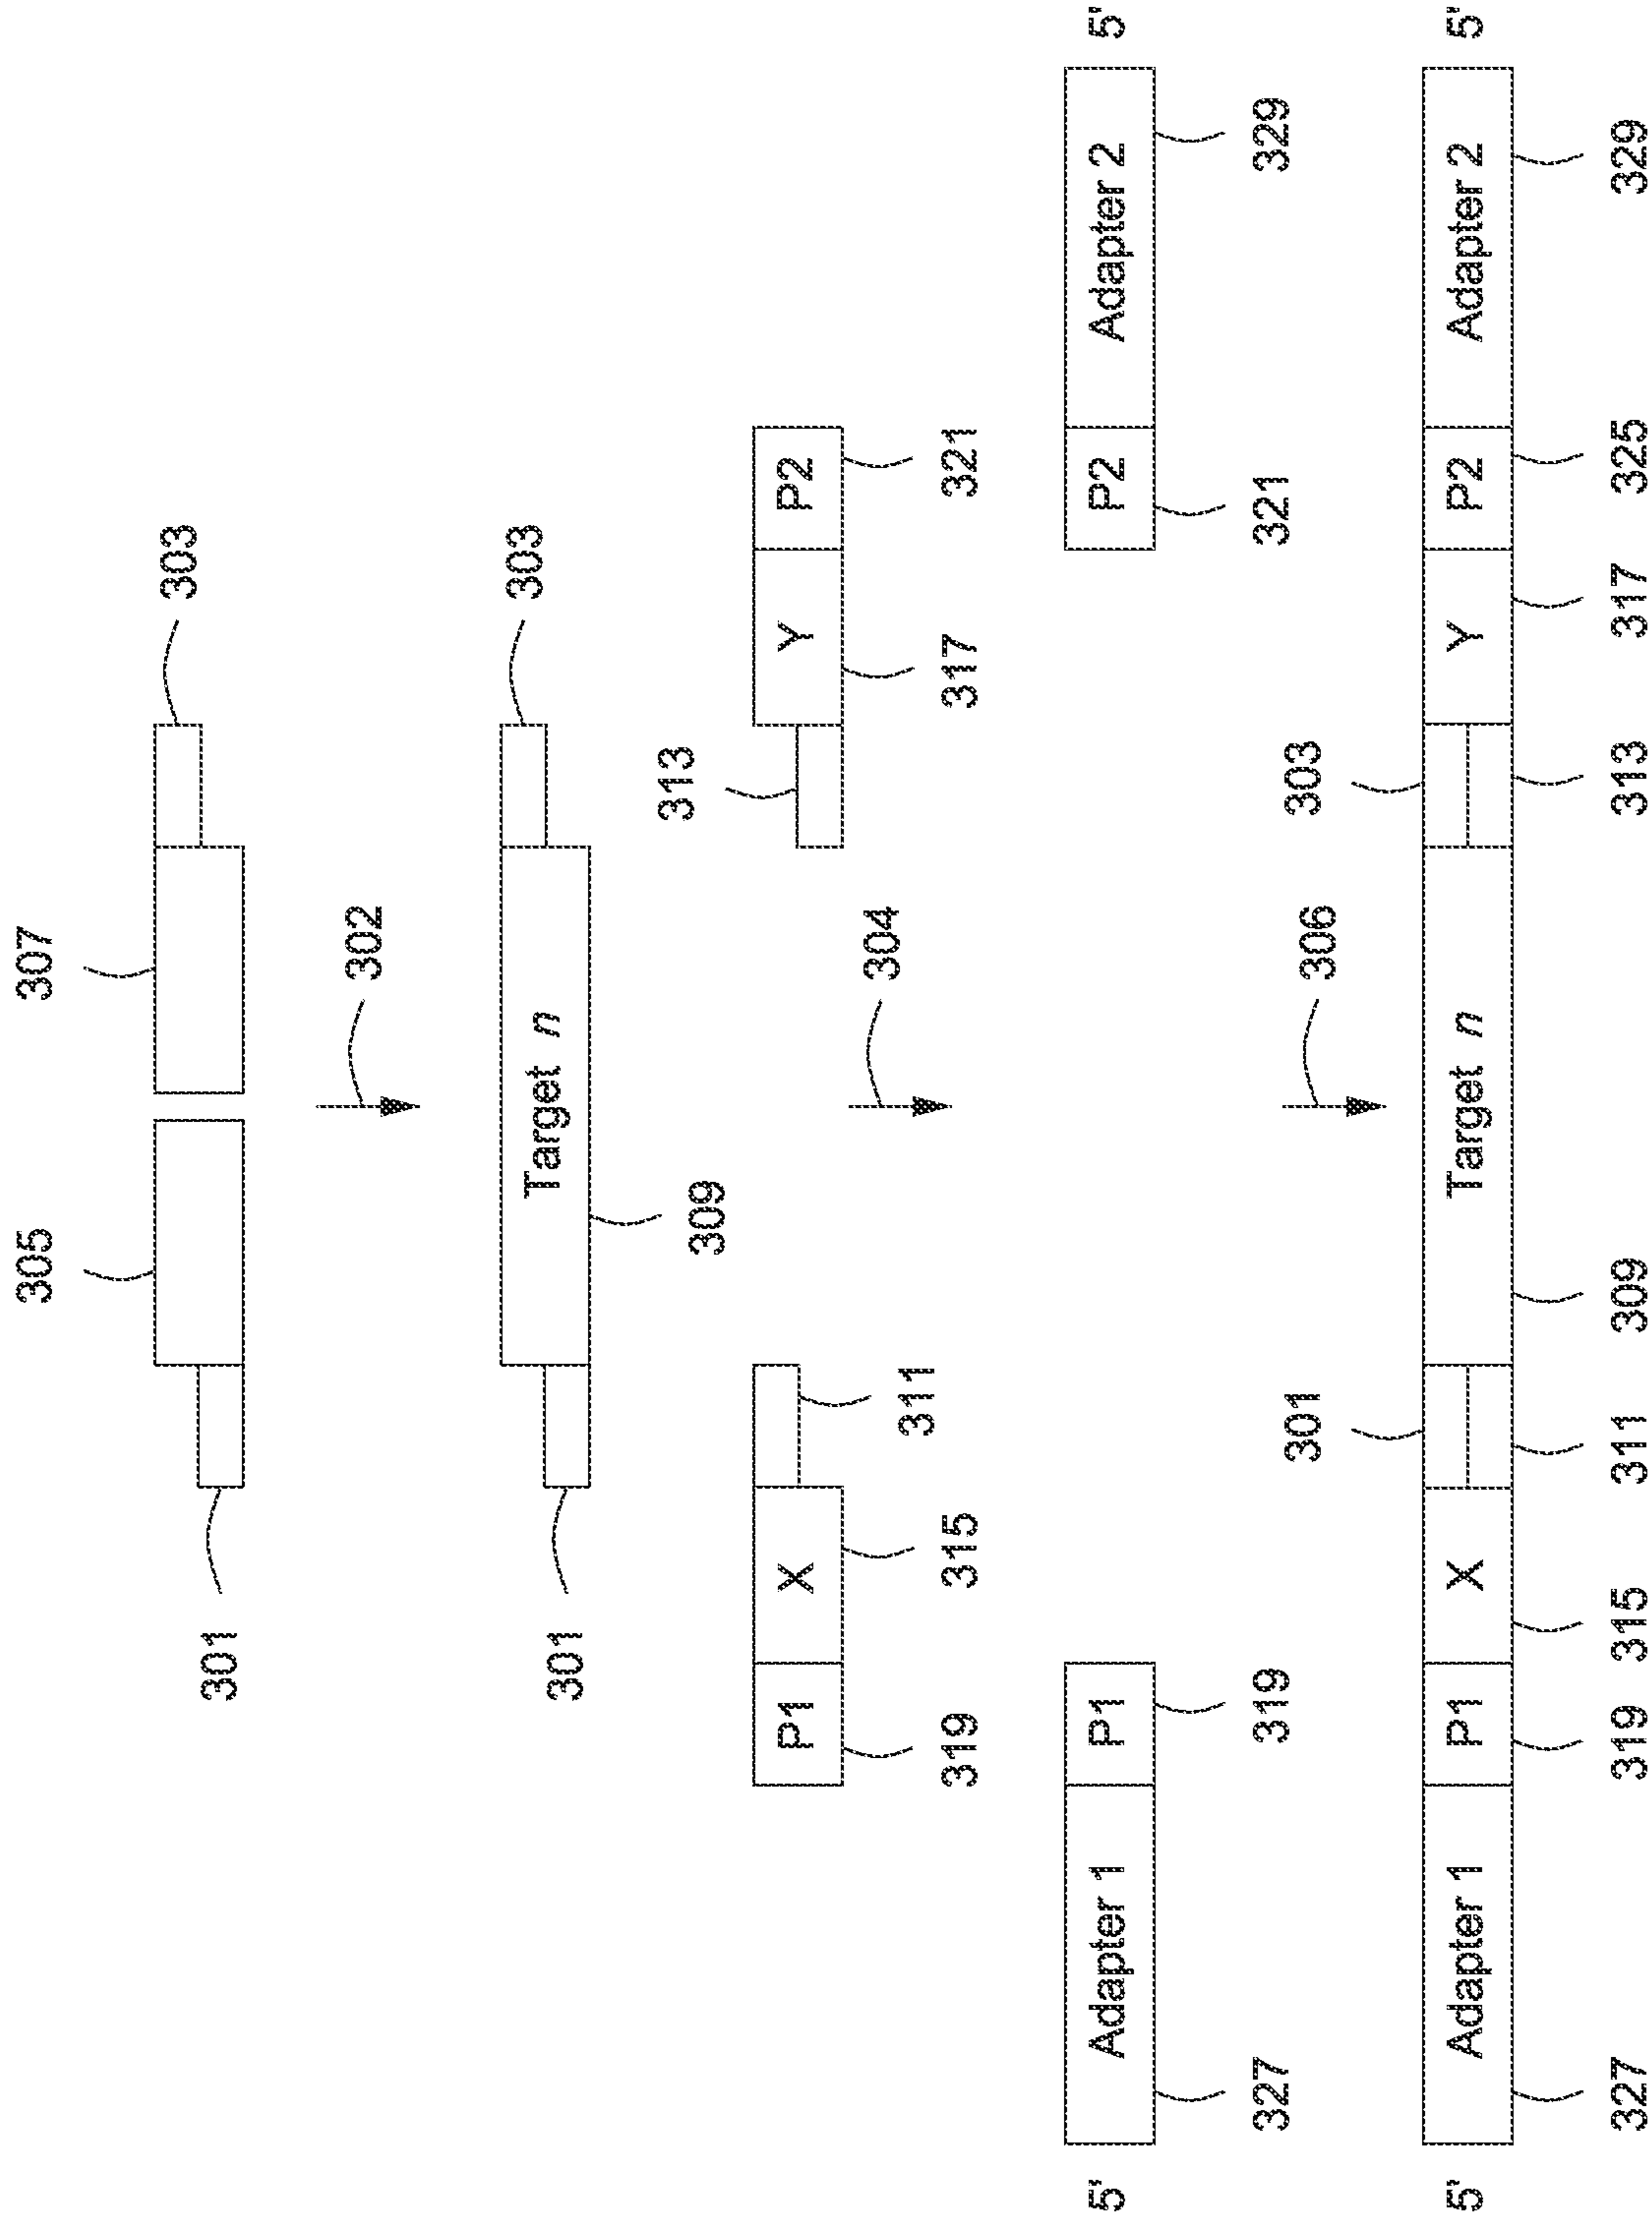 305 307
301 303
302
301 Target n 303
309
313
P1 X Y P2
319 315 311 317 321
304
5' Adapter 1 P1 P2 Adapter 2 5'
327 319 321 329
306
301 303
5' Adapter 1 P1 X Target n Y P2 Adapter 2 5'
327 319 315 311 309 313 317 325 329